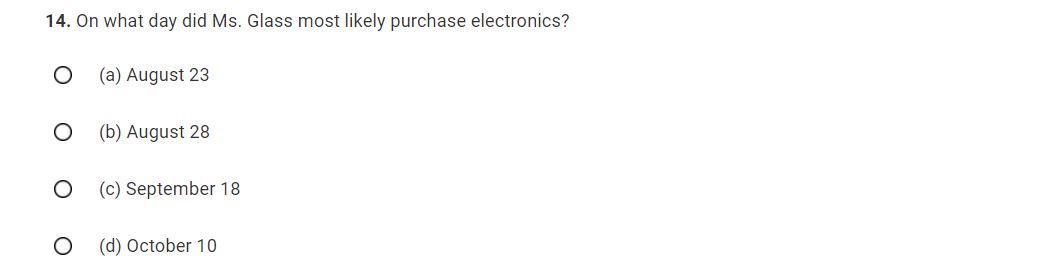 14. On what day did Ms. Glass most likely purchase electronics?
(a) August 23
(b) August 28
(c) September 18
(d) October 10